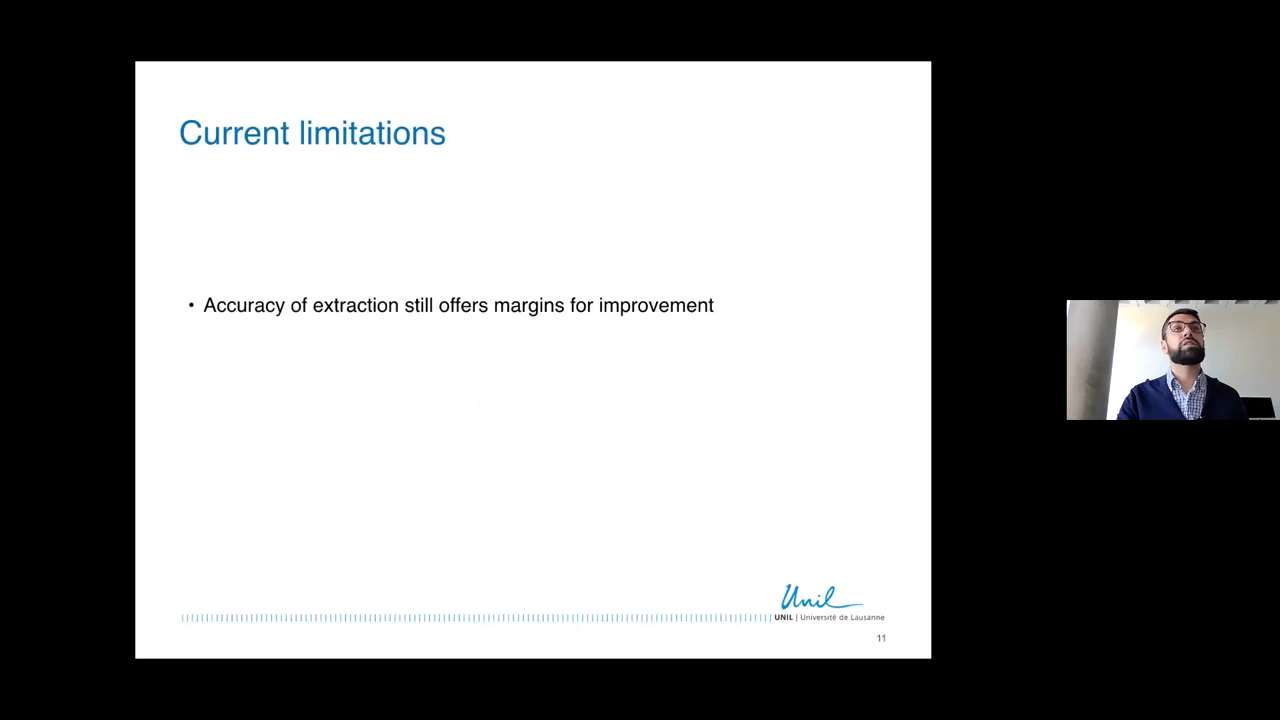 Current limitations
• Accuracy of extraction still offers margins for improvement
Unil
UNIL | Université de Lausanne
11